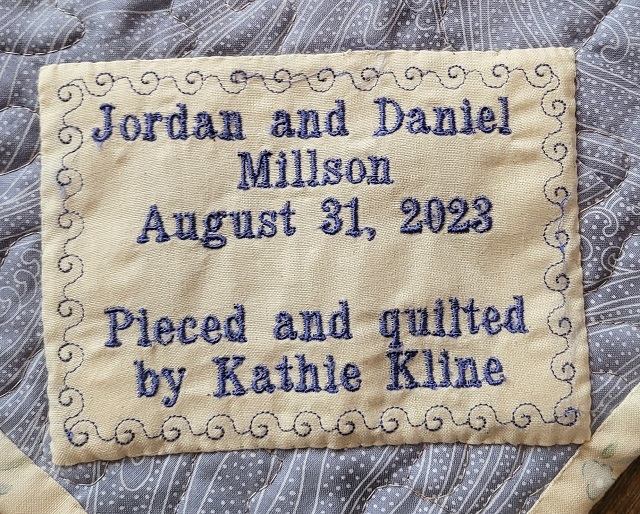 Jordan and Daniel
Millson
August 31, 2023
Pieced and quilted
by Kathie Kline